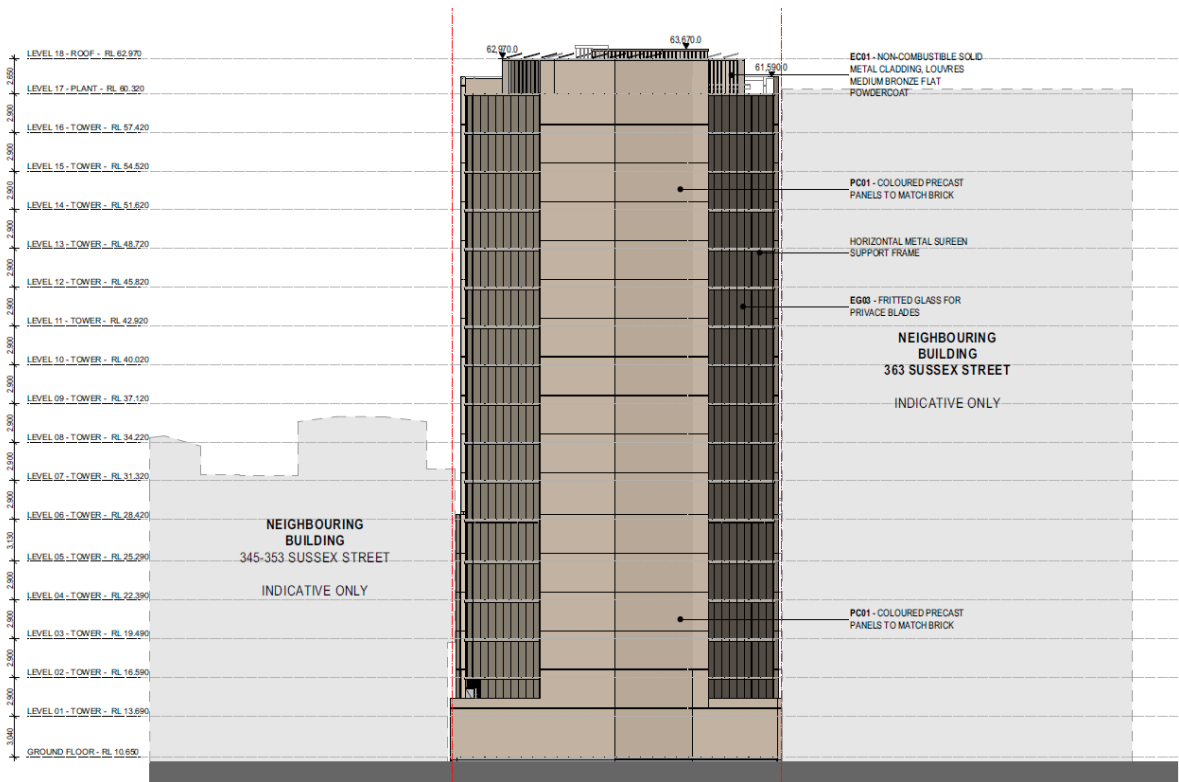 LEVEL 18 - ROOF - RL 62.970
2,650
LEVEL 17 - PLANT - RL 60.320
2,900
LEVEL 16 - TOWER - RL 57.420
2,900
LEVEL 15 - TOWER - RL 54.520
2,900
LEVEL 14 - TOWER - RL 51.620
2,900
LEVEL 13 - TOWER - RL 48.720
2,900
LEVEL 12 - TOWER - RL 45.820
2,900
LEVEL 11 - TOWER - RL 42.920
2,900
LEVEL 10 - TOWER - RL 40.020
2,900
LEVEL 09 - TOWER - RL 37.120
2,900
LEVEL 08 - TOWER - RL 34.220
2,900
LEVEL 07 - TOWER - RL 31.320
2,900
LEVEL 06 - TOWER - RL 28.420
3,130
LEVEL 05 - TOWER - RL 25.290
2,900
LEVEL 04 - TOWER - RL 22.390
2,900
LEVEL 03 - TOWER - RL 19.490
2,900
LEVEL 02 - TOWER - RL 16.590
2,900
LEVEL 01 - TOWER - RL 13.690
3,040
GROUND FLOOR - RL 10.650
62,970.0
63,670.0
61,590.0
EC01 - NON-COMBUSTIBLE SOLID
METAL CLADDING, LOUVRES
MEDIUM BRONZE FLAT
POWDERCOAT
PC01 - COLOURED PRECAST
PANELS TO MATCH BRICK
HORIZONTAL METAL SUREEN
SUPPORT FRAME
EG03 - FRITTED GLASS FOR
PRIVACE BLADES
NEIGHBOURING
BUILDING
363 SUSSEX STREET
INDICATIVE ONLY
NEIGHBOURING
BUILDING
345-353 SUSSEX STREET
INDICATIVE ONLY
PC01 - COLOURED PRECAST
PANELS TO MATCH BRICK